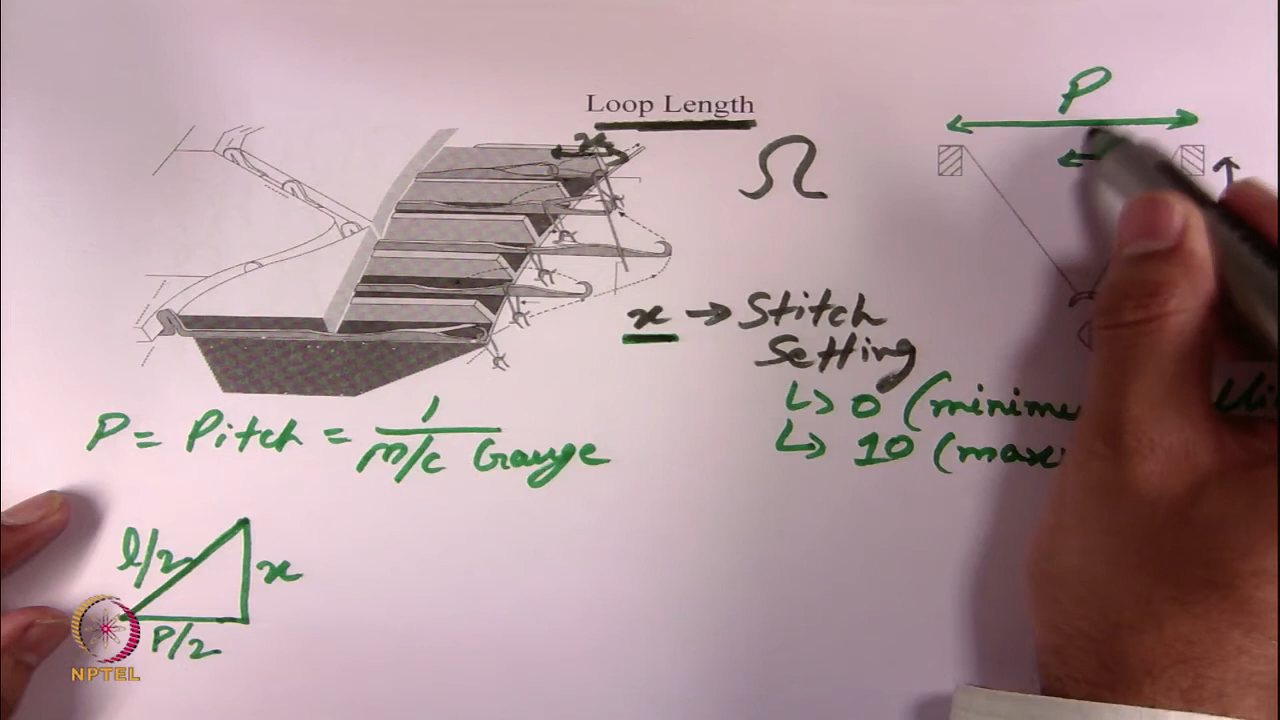 Loop Length
P
x
x → Stitch
Setting
↳ 0 (minim
↳ 10 (max
P = Pitch = 1 / m/c Gauge
l/2
x
P/2
NPTEL